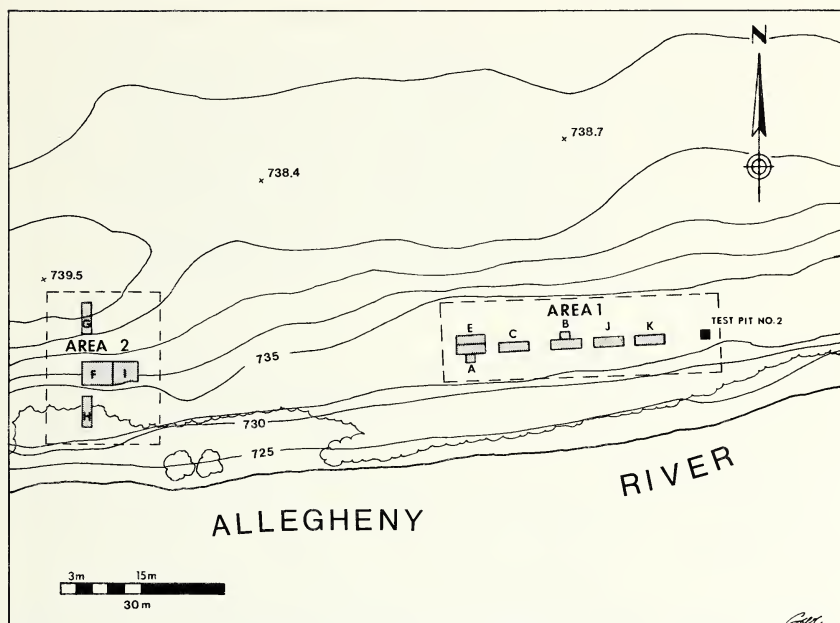 N
738.7
738.4
739.5
AREA 1
TEST PIT NO.2
E
C
B
J
K
A
G
AREA 2
F
I
H
735
730
725
ALLEGHENY RIVER
3m 15m
30 m